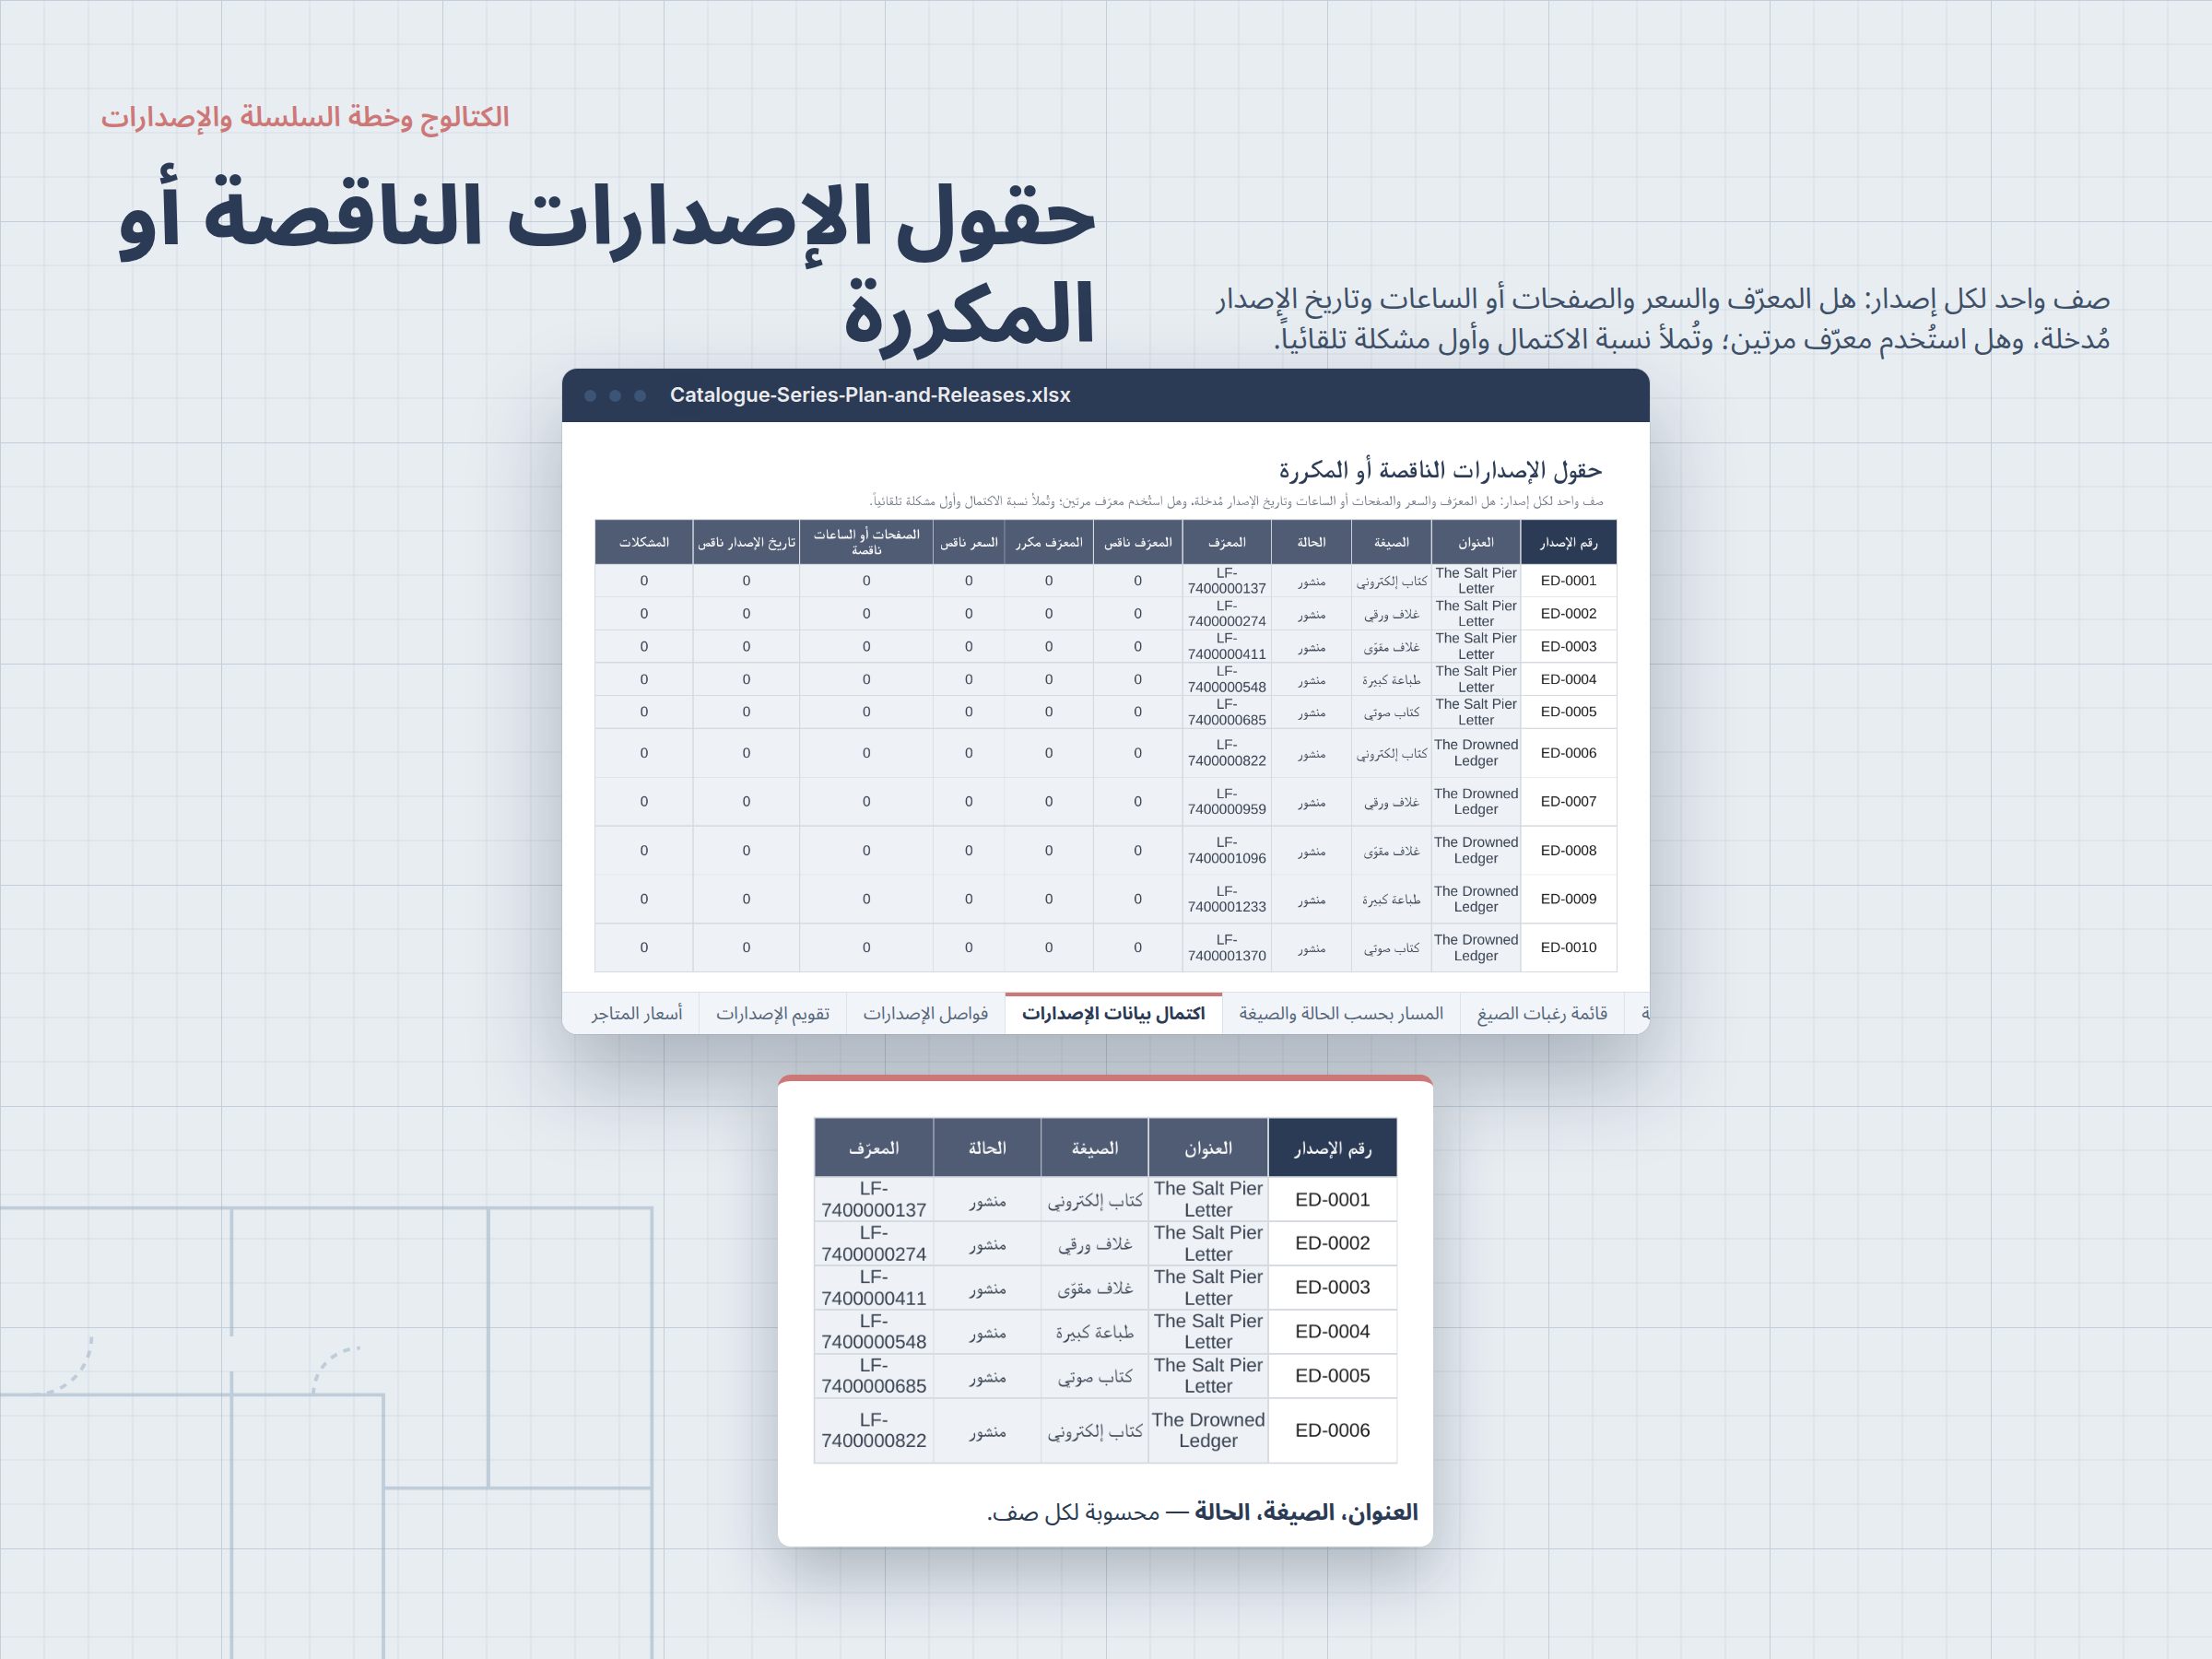 الكتالوج وخطة السلسلة والإصدارات
حقول الإصدارات الناقصة أو
المكررة
صف واحد لكل إصدار: هل المعرّف والسعر والصفحات أو الساعات وتاريخ الإصدار
مُدخلة، وهل استُخدم معرّف مرتين؛ وتُملأ نسبة الاكتمال وأول مشكلة تلقائياً.
Catalogue-Series-Plan-and-Releases.xlsx
حقول الإصدارات الناقصة أو المكررة
صف واحد لكل إصدار: هل المعرّف والسعر والصفحات أو الساعات وتاريخ الإصدار مُدخلة، وهل استُخدم معرّف مرتين؛ وتُملأ نسبة الاكتمال وأول مشكلة تلقائياً.
رقم الإصدار العنوان الصيغة الحالة المعرّف المعرّف ناقص المعرّف مكرر السعر ناقص الصفحات أو الساعات ناقصة تاريخ الإصدار ناقص المشكلات
ED-0001 The Salt Pier Letter كتاب إلكتروني منشور LF-7400000137 0 0 0 0 0 0
ED-0002 The Salt Pier Letter غلاف ورقي منشور LF-7400000274 0 0 0 0 0 0
ED-0003 The Salt Pier Letter غلاف مقوّى منشور LF-7400000411 0 0 0 0 0 0
ED-0004 The Salt Pier Letter طباعة كبيرة منشور LF-7400000548 0 0 0 0 0 0
ED-0005 The Salt Pier Letter كتاب صوتي منشور LF-7400000685 0 0 0 0 0 0
ED-0006 The Drowned Ledger كتاب إلكتروني منشور LF-7400000822 0 0 0 0 0 0
ED-0007 The Drowned Ledger غلاف ورقي منشور LF-7400000959 0 0 0 0 0 0
ED-0008 The Drowned Ledger غلاف مقوّى منشور LF-7400001096 0 0 0 0 0 0
ED-0009 The Drowned Ledger طباعة كبيرة منشور LF-7400001233 0 0 0 0 0 0
ED-0010 The Drowned Ledger كتاب صوتي منشور LF-7400001370 0 0 0 0 0 0
قائمة رغبات الصيغ المسار بحسب الحالة والصيغة اكتمال بيانات الإصدارات فواصل الإصدارات تقويم الإصدارات أسعار المتاجر
رقم الإصدار العنوان الصيغة الحالة المعرّف
ED-0001 The Salt Pier Letter كتاب إلكتروني منشور LF-7400000137
ED-0002 The Salt Pier Letter غلاف ورقي منشور LF-7400000274
ED-0003 The Salt Pier Letter غلاف مقوّى منشور LF-7400000411
ED-0004 The Salt Pier Letter طباعة كبيرة منشور LF-7400000548
ED-0005 The Salt Pier Letter كتاب صوتي منشور LF-7400000685
ED-0006 The Drowned Ledger كتاب إلكتروني منشور LF-7400000822
العنوان، الصيغة، الحالة — محسوبة لكل صف.